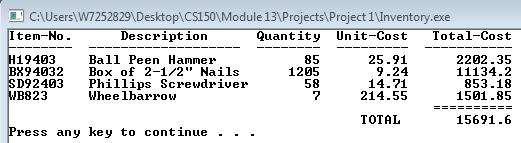 C:\Users\W7252829\Desktop\CS150\Module 13\Projects\Project 1\Inventory.exe
Item-No. Description Quantity Unit-Cost Total-Cost
-------- ---------------------- -------- --------- ----------
H19403 Ball Peen Hammer 85 25.91 2202.35
BX94032 Box of 2-1/2" Nails 1205 9.24 11134.2
SD92403 Phillips Screwdriver 58 14.71 853.18
WB823 Wheelbarrow 7 214.55 1501.85
==========
TOTAL 15691.6
Press any key to continue . . .